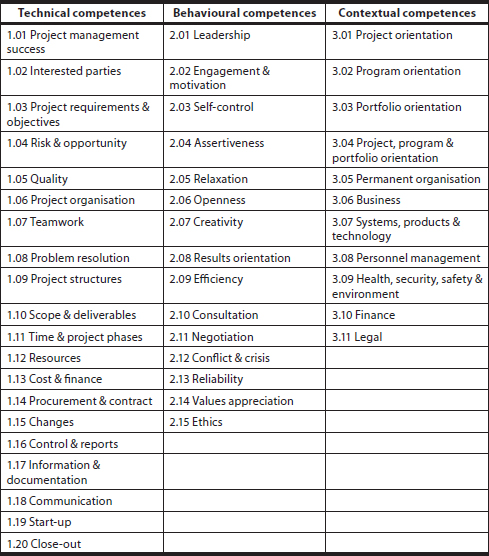 Technical competences Behavioural competences Contextual competences
1.01 Project management success 2.01 Leadership 3.01 Project orientation
1.02 Interested parties 2.02 Engagement & motivation 3.02 Program orientation
1.03 Project requirements & objectives 2.03 Self-control 3.03 Portfolio orientation
1.04 Risk & opportunity 2.04 Assertiveness 3.04 Project, program & portfolio orientation
1.05 Quality 2.05 Relaxation 3.05 Permanent organisation
1.06 Project organisation 2.06 Openness 3.06 Business
1.07 Teamwork 2.07 Creativity 3.07 Systems, products & technology
1.08 Problem resolution 2.08 Results orientation 3.08 Personnel management
1.09 Project structures 2.09 Efficiency 3.09 Health, security, safety & environment
1.10 Scope & deliverables 2.10 Consultation 3.10 Finance
1.11 Time & project phases 2.11 Negotiation 3.11 Legal
1.12 Resources 2.12 Conflict & crisis
1.13 Cost & finance 2.13 Reliability
1.14 Procurement & contract 2.14 Values appreciation
1.15 Changes 2.15 Ethics
1.16 Control & reports
1.17 Information & documentation
1.18 Communication
1.19 Start-up
1.20 Close-out